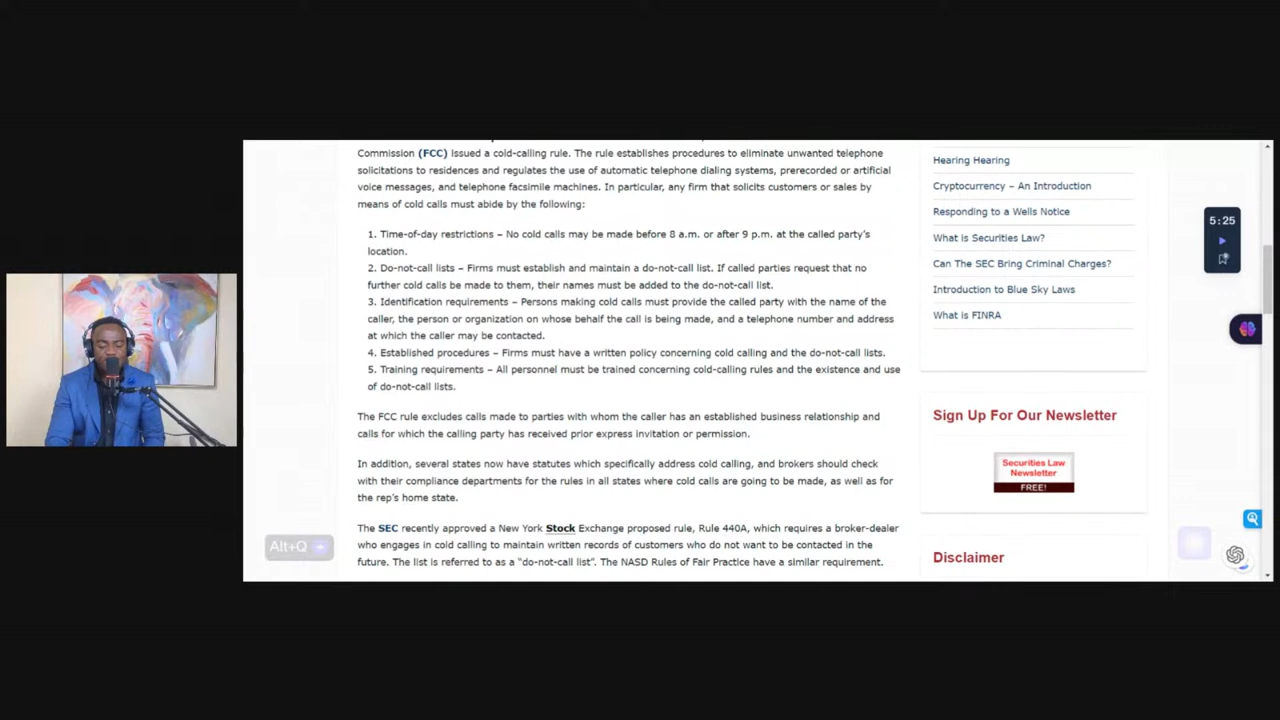 Commission (FCC) issued a cold-calling rule. The rule establishes procedures to eliminate unwanted telephone
solicitations to residences and regulates the use of automatic telephone dialing systems, prerecorded or artificial
voice messages, and telephone facsimile machines. In particular, any firm that solicits customers or sales by
means of cold calls must abide by the following:
1. Time-of-day restrictions – No cold calls may be made before 8 a.m. or after 9 p.m. at the called party's
location.
2. Do-not-call lists – Firms must establish and maintain a do-not-call list. If called parties request that no
further cold calls be made to them, their names must be added to the do-not-call list.
3. Identification requirements – Persons making cold calls must provide the called party with the name of the
caller, the person or organization on whose behalf the call is being made, and a telephone number and address
at which the caller may be contacted.
4. Established procedures – Firms must have a written policy concerning cold calling and the do-not-call lists.
5. Training requirements – All personnel must be trained concerning cold-calling rules and the existence and use
of do-not-call lists.
The FCC rule excludes calls made to parties with whom the caller has an established business relationship and
calls for which the calling party has received prior express invitation or permission.
In addition, several states now have statutes which specifically address cold calling, and brokers should check
with their compliance departments for the rules in all states where cold calls are going to be made, as well as for
the rep's home state.
The SEC recently approved a New York Stock Exchange proposed rule, Rule 440A, which requires a broker-dealer
who engages in cold calling to maintain written records of customers who do not want to be contacted in the
future. The list is referred to as a "do-not-call list". The NASD Rules of Fair Practice have a similar requirement.
Alt+Q
Hearing Hearing
Cryptocurrency – An Introduction
Responding to a Wells Notice
What is Securities Law?
Can The SEC Bring Criminal Charges?
Introduction to Blue Sky Laws
What is FINRA
Sign Up For Our Newsletter
Securities Law
Newsletter
FREE!
Disclaimer
5:25